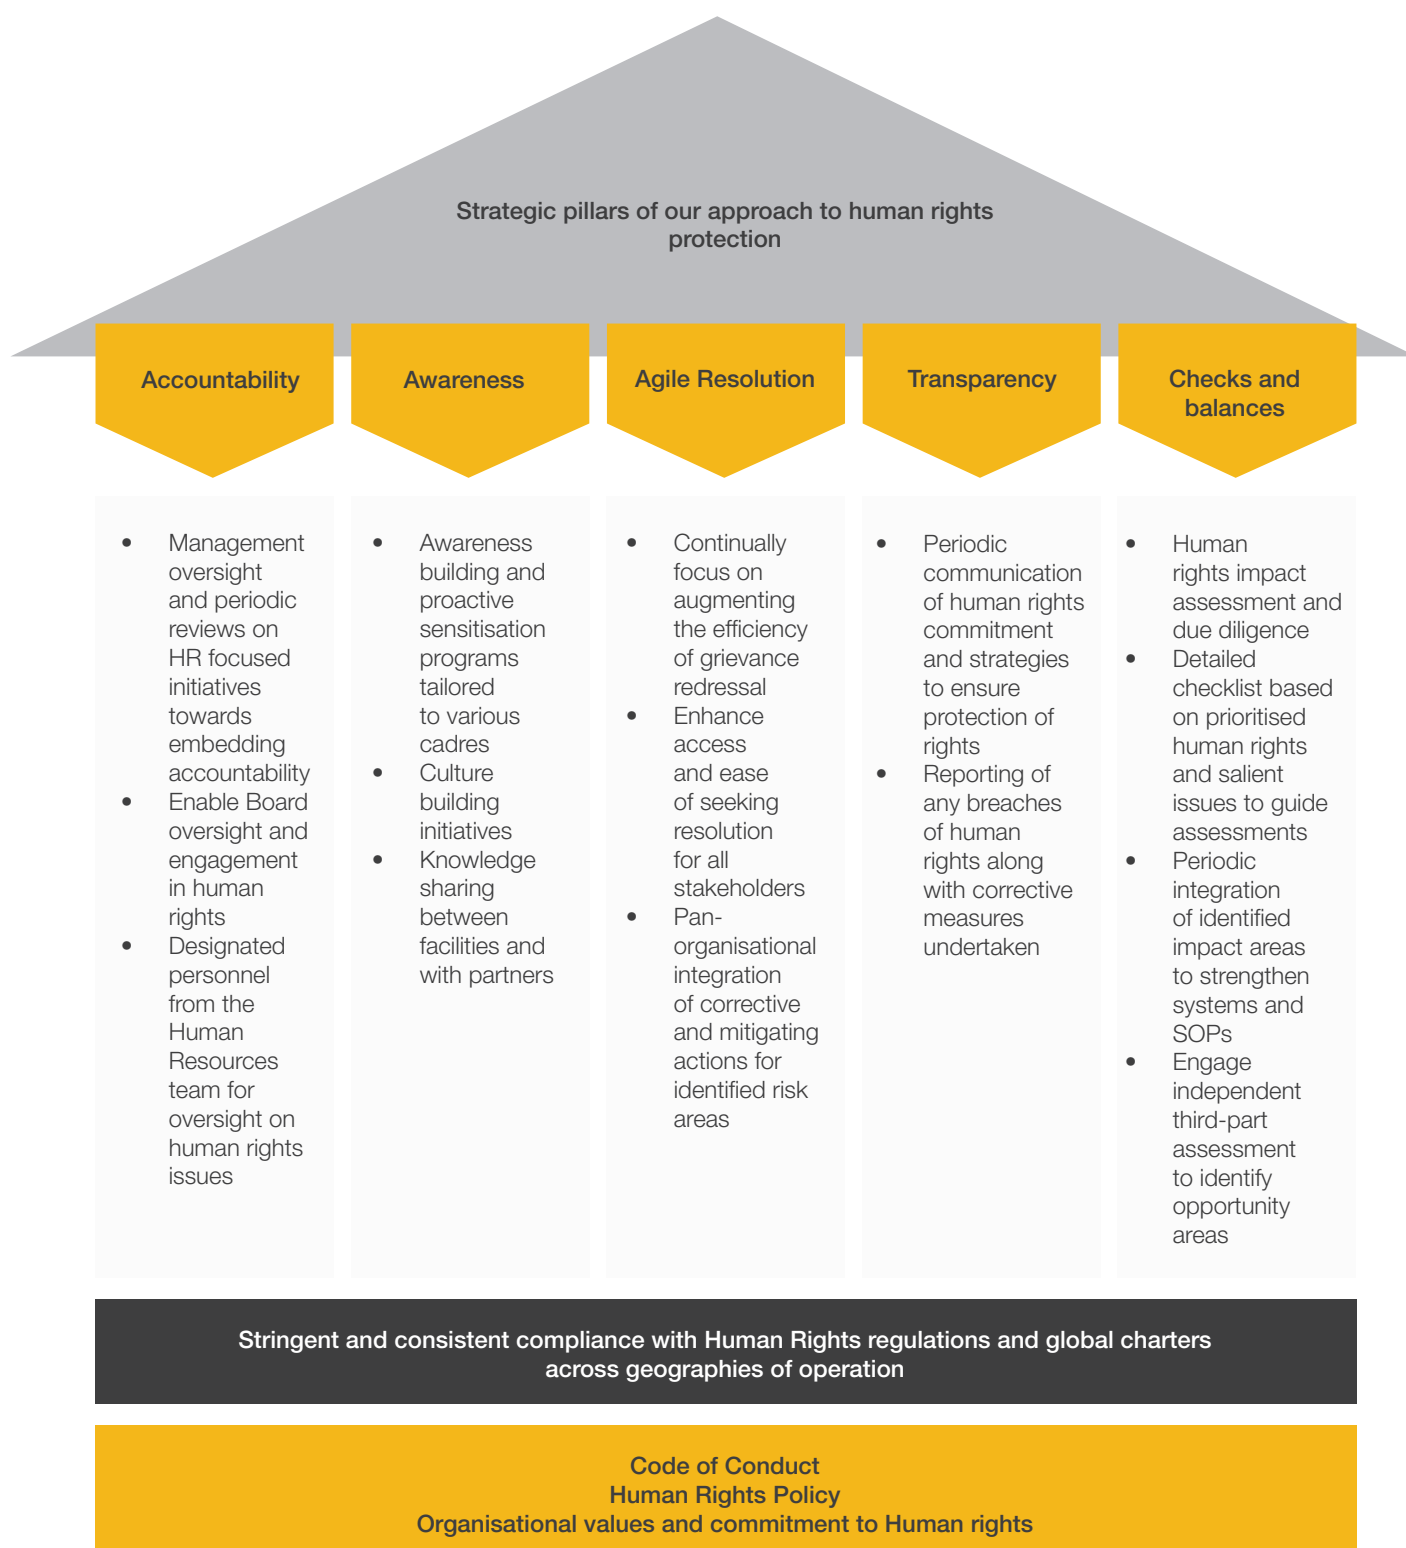 Strategic pillars of our approach to human rights
protection
Accountability
Awareness
Agile Resolution
Transparency
Checks and
balances
• Management
oversight
and periodic
reviews on
HR focused
initiatives
towards
embedding
accountability
• Enable Board
oversight and
engagement
in human
rights
• Designated
personnel
from the
Human
Resources
team for
oversight on
human rights
issues
• Awareness
building and
proactive
sensitisation
programs
tailored
to various
cadres
• Culture
building
initiatives
• Knowledge
sharing
between
facilities and
with partners
• Continually
focus on
augmenting
the efficiency
of grievance
redressal
• Enhance
access
and ease
of seeking
resolution
for all
stakeholders
• Pan-
organisational
integration
of corrective
and mitigating
actions for
identified risk
areas
• Periodic
communication
of human rights
commitment
and strategies
to ensure
protection of
rights
• Reporting of
any breaches
of human
rights along
with corrective
measures
undertaken
• Human
rights impact
assessment and
due diligence
• Detailed
checklist based
on prioritised
human rights
and salient
issues to guide
assessments
• Periodic
integration
of identified
impact areas
to strengthen
systems and
SOPs
• Engage
independent
third-part
assessment
to identify
opportunity
areas
Stringent and consistent compliance with Human Rights regulations and global charters
across geographies of operation
Code of Conduct
Human Rights Policy
Organisational values and commitment to Human rights